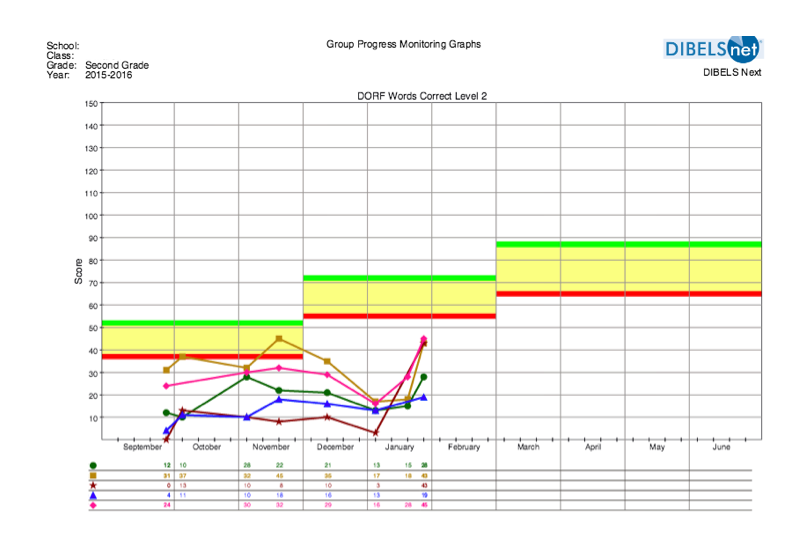 School:
Group Progress Monitoring Graphs
DIBELSnet
Class:
Grade: Second Grade
Year: 2015-2016
DIBELS Next
DORF Words Correct Level 2
150
140
130
120
110
100
90
80
70
60
50
40
30
20
10
Score
September October November December January February March April May June
12 10 28 22 21 13 15 28
31 37 32 45 35 17 18 43
0 13 10 8 10 3 43
4 11 10 18 16 13 19
24 30 32 29 16 28 45